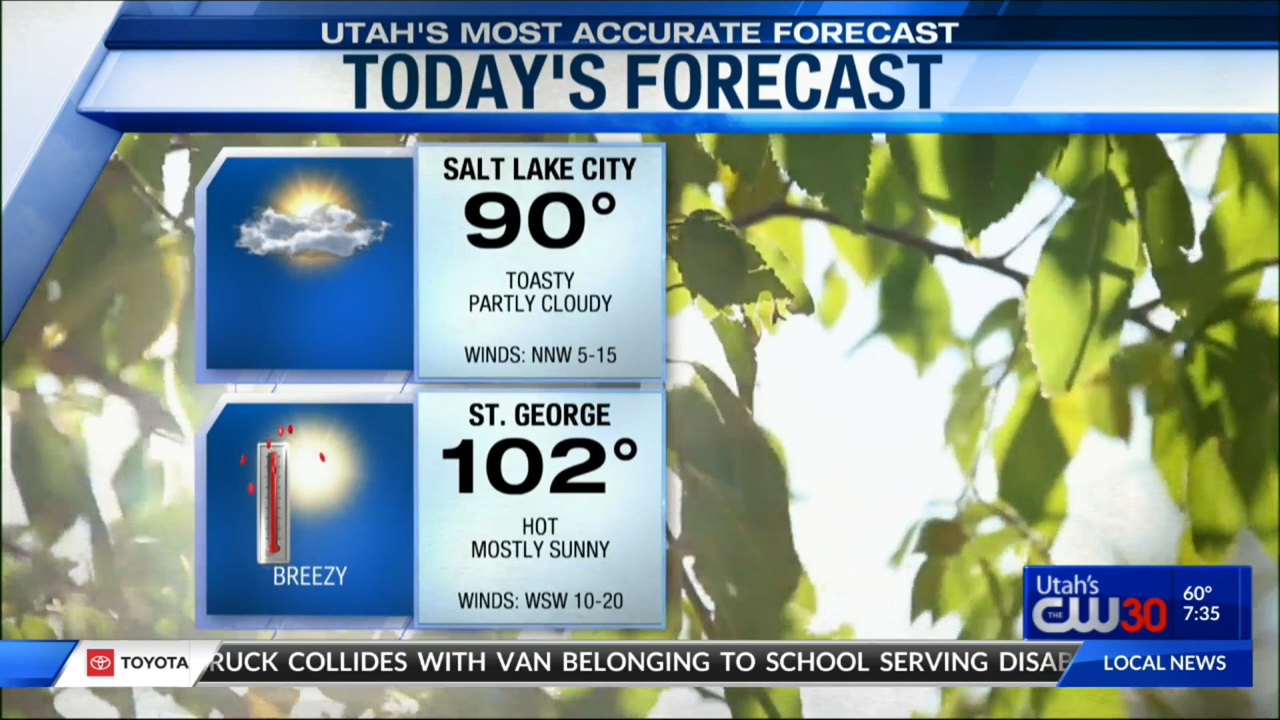 UTAH'S MOST ACCURATE FORECAST
TODAY'S FORECAST
SALT LAKE CITY
90°
TOASTY
PARTLY CLOUDY
WINDS: NNW 5-15
ST. GEORGE
102°
HOT
MOSTLY SUNNY
WINDS: WSW 10-20
BREEZY
Utah's
THE CW30
60°
7:35
TOYOTA
RUCK COLLIDES WITH VAN BELONGING TO SCHOOL SERVING DISAB
LOCAL NEWS